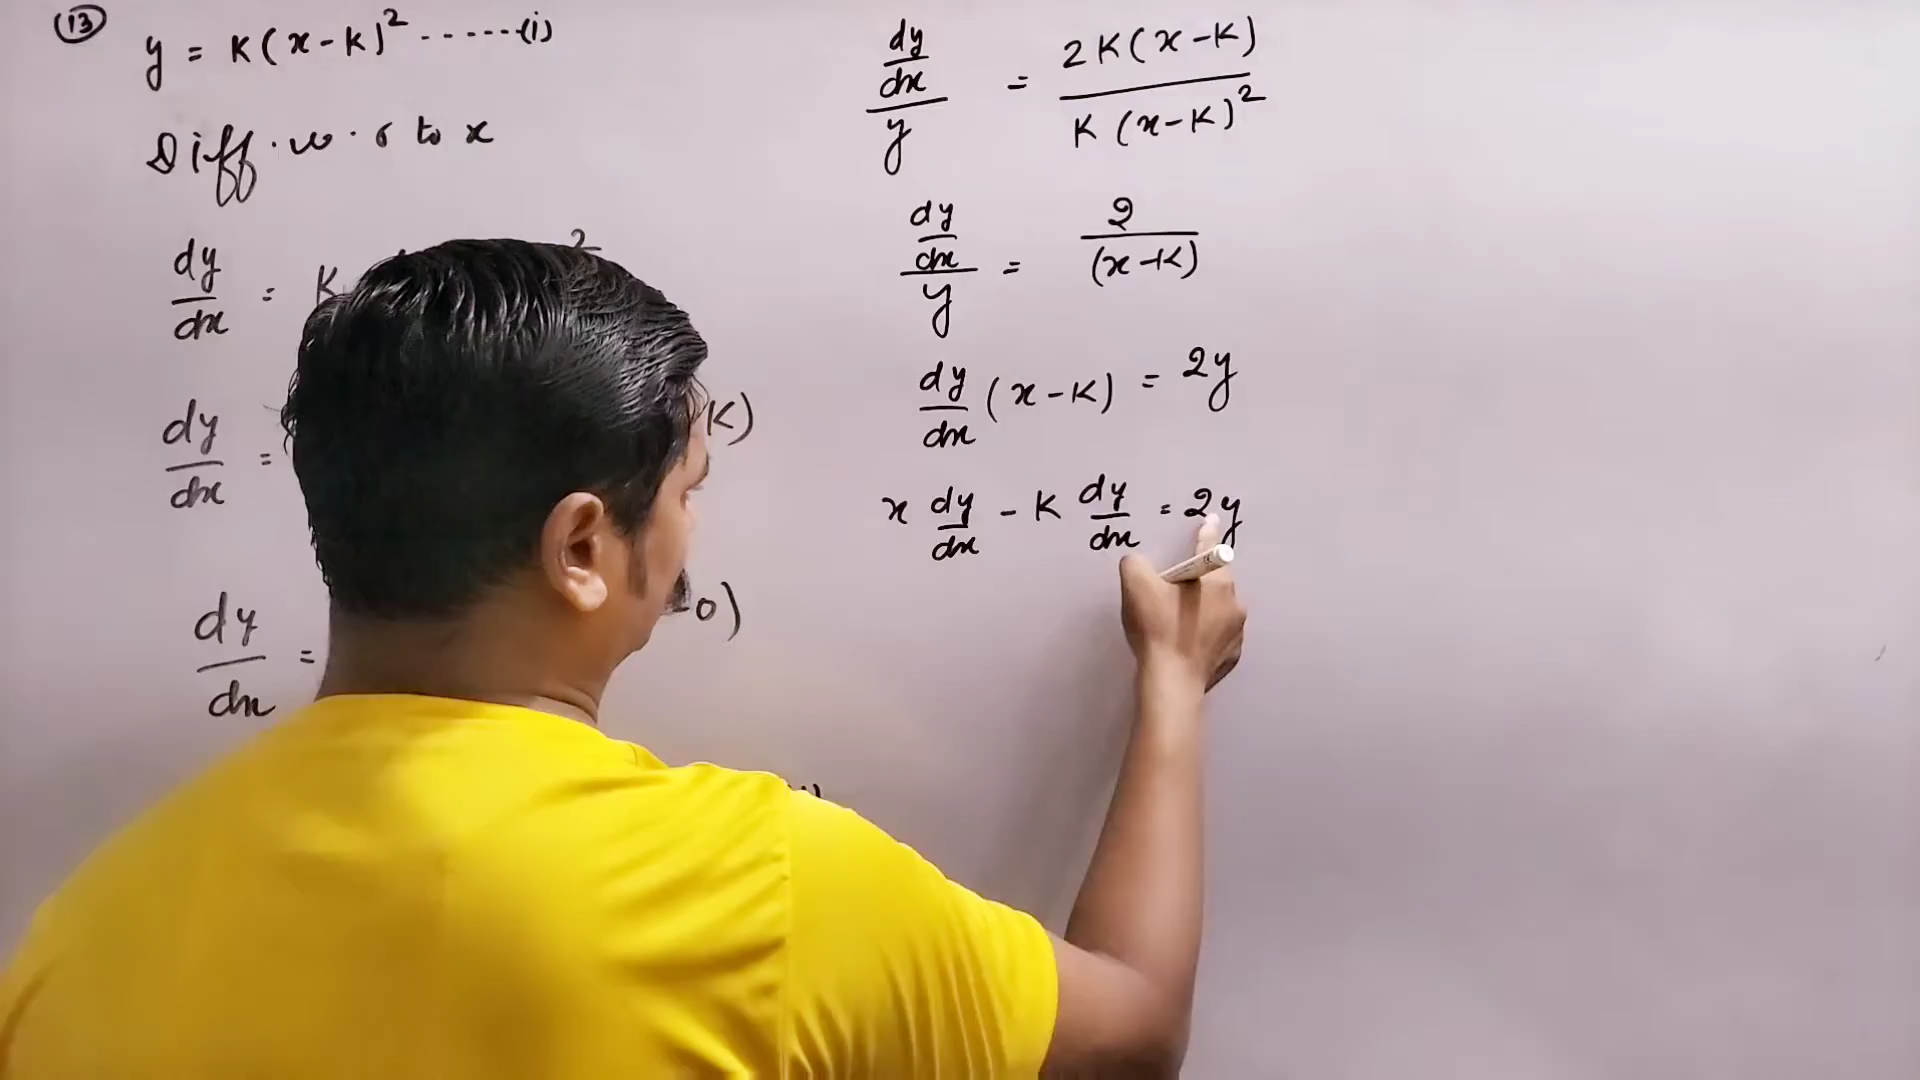 (13)
y = K(x-K)² ......(i)
Diff. w. r to x
dy/dx = K 2
dy/dx = K)
dy/dx = -0)
(dy/dx)/y = 2K(x-K)/K(x-K)²
(dy/dx)/y = 2/(x-K)
dy/dx (x-K) = 2y
x dy/dx - K dy/dx = 2y